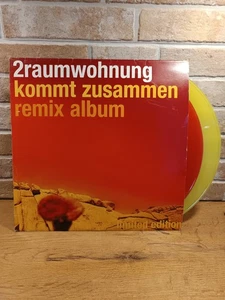 2raumwohnung
kommt zusammen
remix album
limited edition